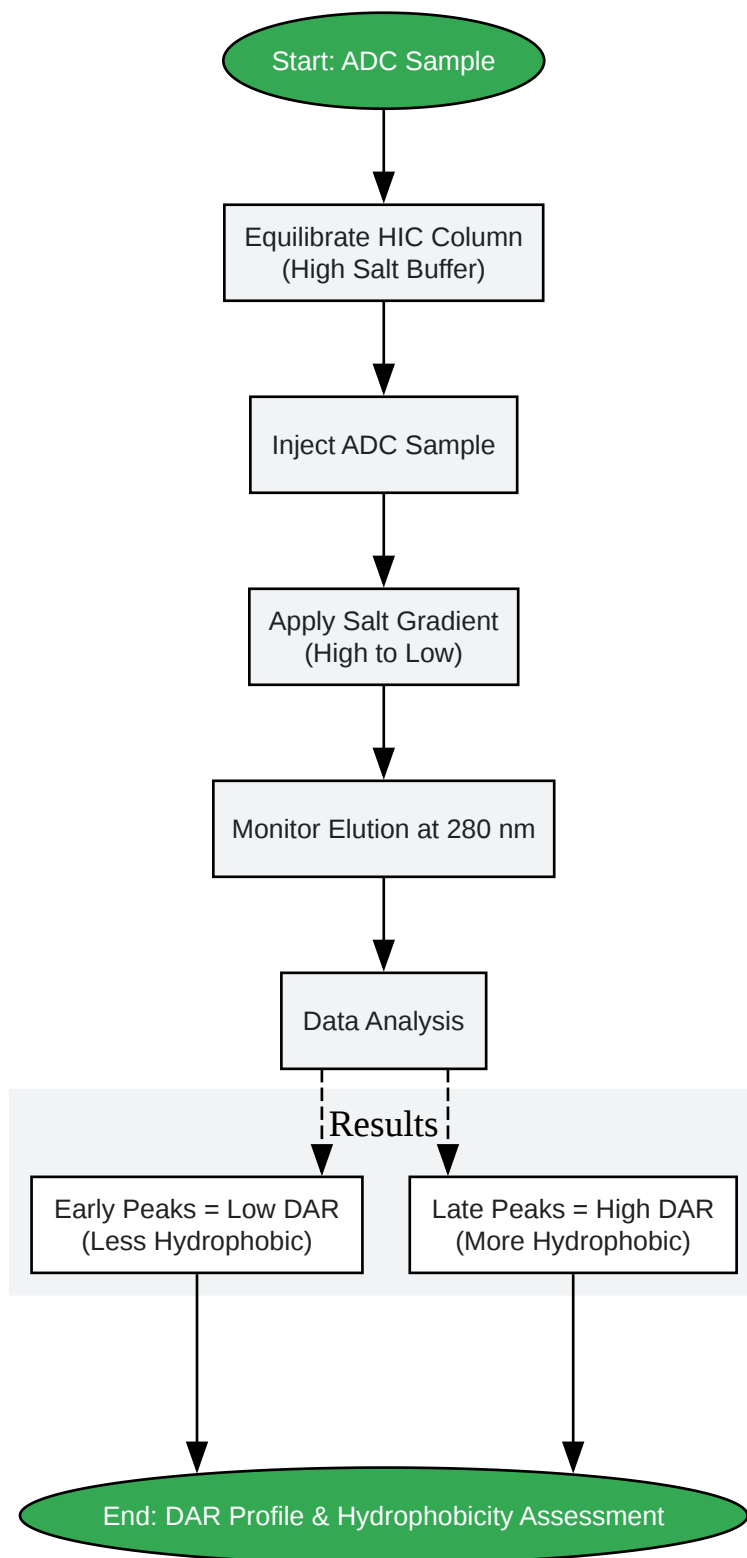 Start: ADC Sample
Equilibrate HIC Column
(High Salt Buffer)
Inject ADC Sample
Apply Salt Gradient
(High to Low)
Monitor Elution at 280 nm
Data Analysis
Results
Early Peaks = Low DAR
(Less Hydrophobic)
Late Peaks = High DAR
(More Hydrophobic)
End: DAR Profile & Hydrophobicity Assessment